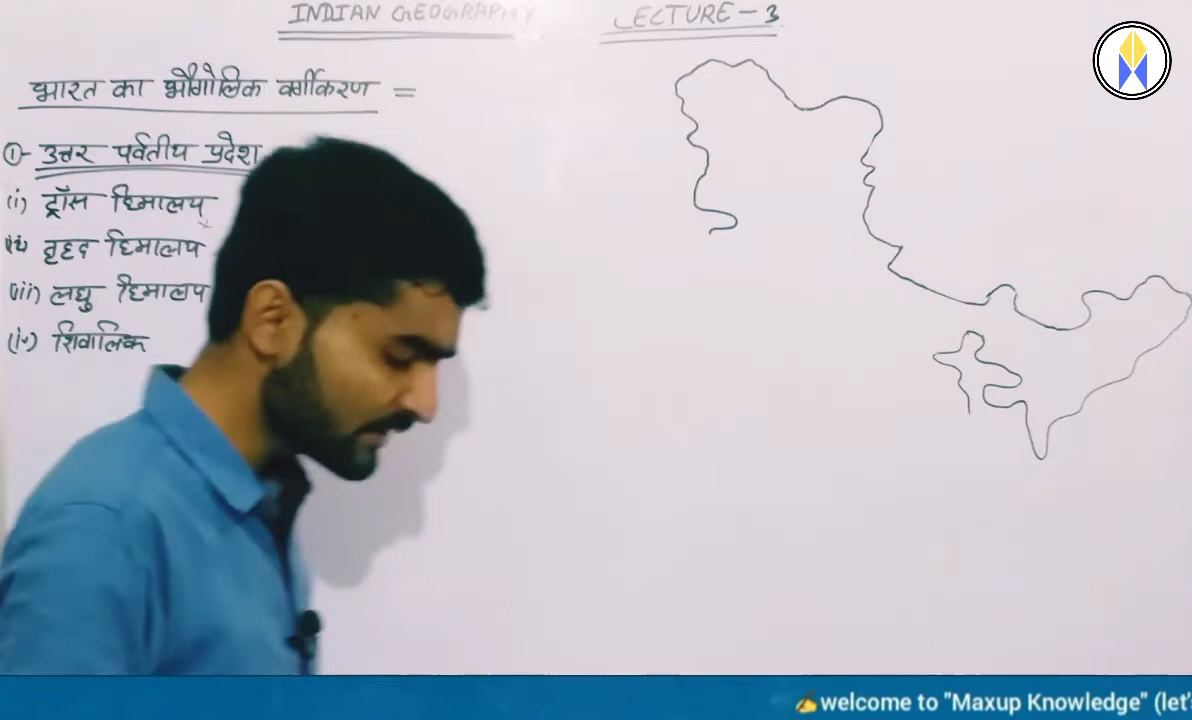 INDIAN GEOGRAPHY LECTURE - 3
भारत का भौगोलिक वर्गीकरण =
①- उत्तर पर्वतीय प्रदेश
(i) ट्रॉस हिमालय
(ii) वृहद हिमालय
(iii) लघु हिमालय
(iv) शिवालिक
✍️welcome to "Maxup Knowledge" (let'